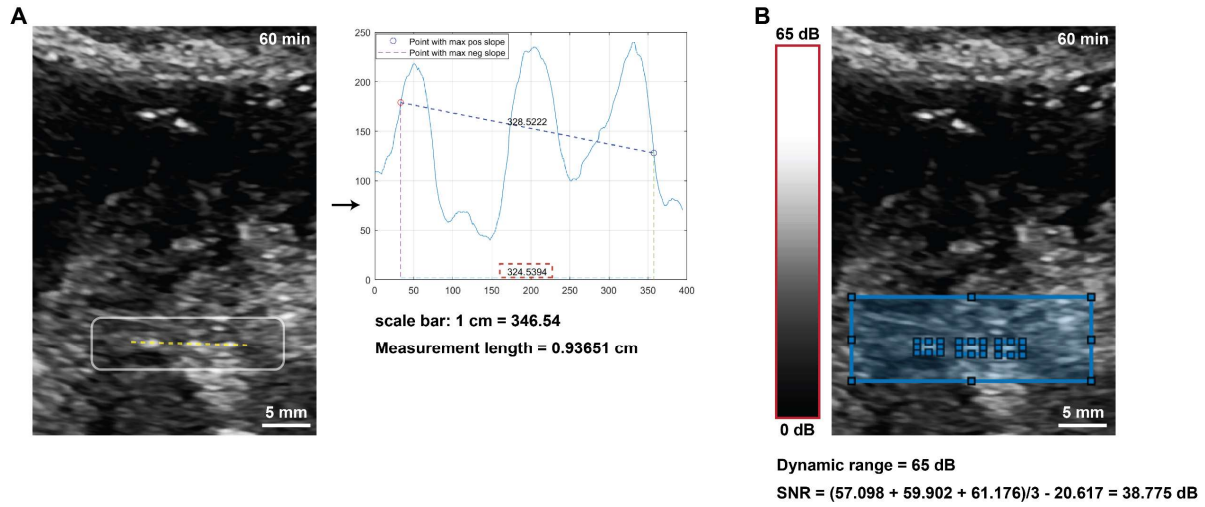 A
60 min
5 mm
250
200
150
100
50
0
0 50 100 150 200 250 300 350 400
Point with max pos slope
Point with max neg slope
328.5222
324.5394
scale bar: 1 cm = 346.54
Measurement length = 0.93651 cm
B
65 dB
0 dB
60 min
5 mm
Dynamic range = 65 dB
SNR = (57.098 + 59.902 + 61.176)/3 - 20.617 = 38.775 dB